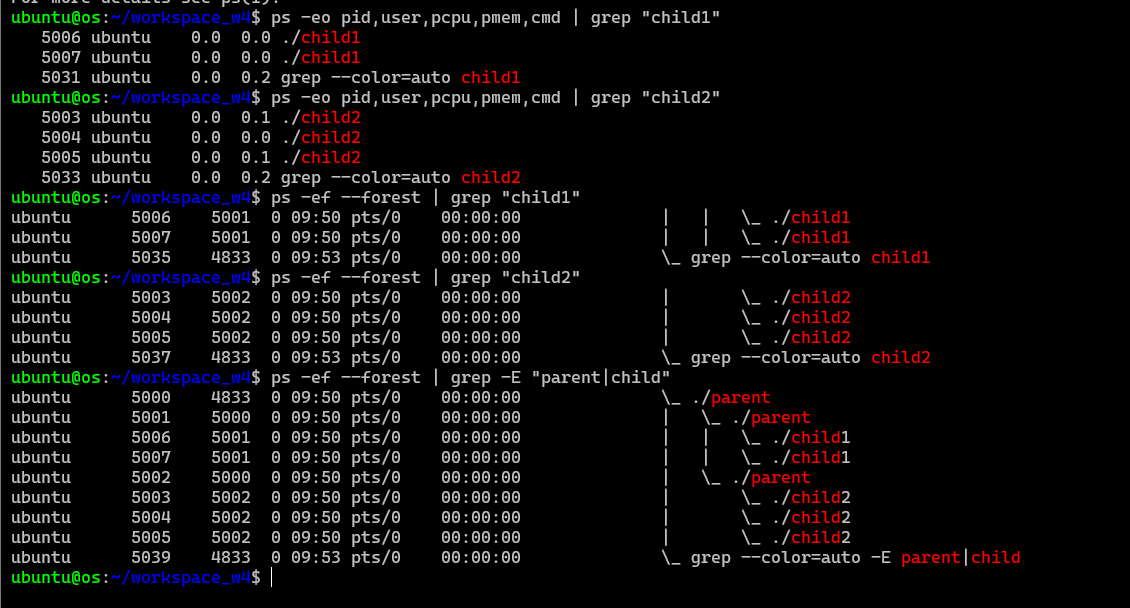 For more details see ps(1).
ubuntu@os:~/workspace_w4$ ps -eo pid,user,pcpu,pmem,cmd | grep "child1"
   5006 ubuntu    0.0  0.0 ./child1
   5007 ubuntu    0.0  0.0 ./child1
   5031 ubuntu    0.0  0.2 grep --color=auto child1
ubuntu@os:~/workspace_w4$ ps -eo pid,user,pcpu,pmem,cmd | grep "child2"
   5003 ubuntu    0.0  0.1 ./child2
   5004 ubuntu    0.0  0.0 ./child2
   5005 ubuntu    0.0  0.1 ./child2
   5033 ubuntu    0.0  0.2 grep --color=auto child2
ubuntu@os:~/workspace_w4$ ps -ef --forest | grep "child1"
ubuntu      5006    5001  0 09:50 pts/0    00:00:00              |   |   \_ ./child1
ubuntu      5007    5001  0 09:50 pts/0    00:00:00              |   |   \_ ./child1
ubuntu      5035    4833  0 09:53 pts/0    00:00:00              \_ grep --color=auto child1
ubuntu@os:~/workspace_w4$ ps -ef --forest | grep "child2"
ubuntu      5003    5002  0 09:50 pts/0    00:00:00              |       \_ ./child2
ubuntu      5004    5002  0 09:50 pts/0    00:00:00              |       \_ ./child2
ubuntu      5005    5002  0 09:50 pts/0    00:00:00              |       \_ ./child2
ubuntu      5037    4833  0 09:53 pts/0    00:00:00              \_ grep --color=auto child2
ubuntu@os:~/workspace_w4$ ps -ef --forest | grep -E "parent|child"
ubuntu      5000    4833  0 09:50 pts/0    00:00:00              \_ ./parent
ubuntu      5001    5000  0 09:50 pts/0    00:00:00              |   \_ ./parent
ubuntu      5006    5001  0 09:50 pts/0    00:00:00              |   |   \_ ./child1
ubuntu      5007    5001  0 09:50 pts/0    00:00:00              |   |   \_ ./child1
ubuntu      5002    5000  0 09:50 pts/0    00:00:00              |   \_ ./parent
ubuntu      5003    5002  0 09:50 pts/0    00:00:00              |       \_ ./child2
ubuntu      5004    5002  0 09:50 pts/0    00:00:00              |       \_ ./child2
ubuntu      5005    5002  0 09:50 pts/0    00:00:00              |       \_ ./child2
ubuntu      5039    4833  0 09:53 pts/0    00:00:00              \_ grep --color=auto -E parent|child
ubuntu@os:~/workspace_w4$